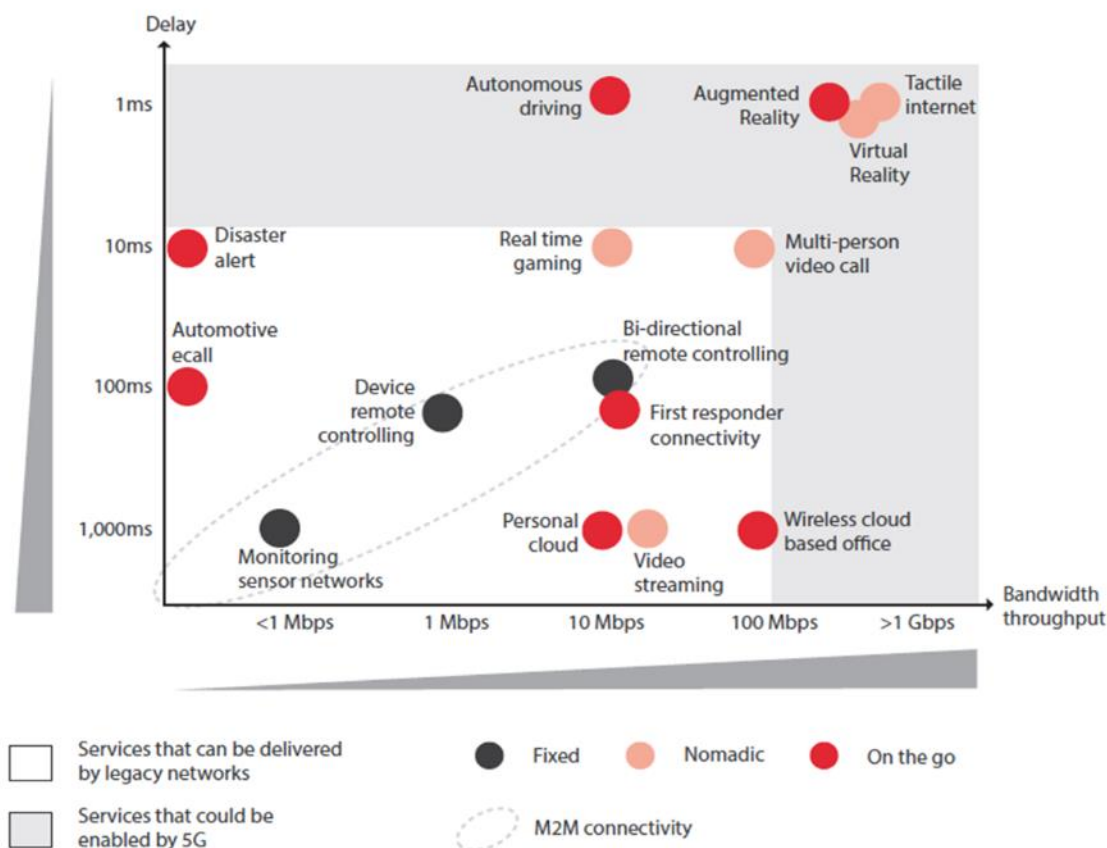 Delay
1ms
10ms
100ms
1,000ms
Autonomous
driving
Augmented
Reality
Tactile
internet
Virtual
Reality
Disaster
alert
Real time
gaming
Multi-person
video call
Automotive
ecall
Bi-directional
remote controlling
Device
remote
controlling
First responder
connectivity
Personal
cloud
Video
streaming
Wireless cloud
based office
Monitoring
sensor networks
Bandwidth
throughput
<1 Mbps
1 Mbps
10 Mbps
100 Mbps
>1 Gbps
Services that can be delivered
by legacy networks
Fixed
Nomadic
On the go
Services that could be
enabled by 5G
M2M connectivity